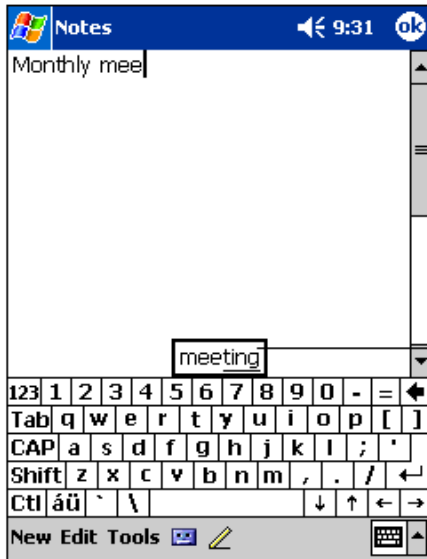 Notes 9:31 ok
Monthly mee
meeting
123 1 2 3 4 5 6 7 8 9 0 - =
Tab q w e r t y u i o p [ ]
CAP a s d f g h j k l ; '
Shift z x c v b n m , . /
Ctl áü ` \ ↓ ↑ ← →
New Edit Tools